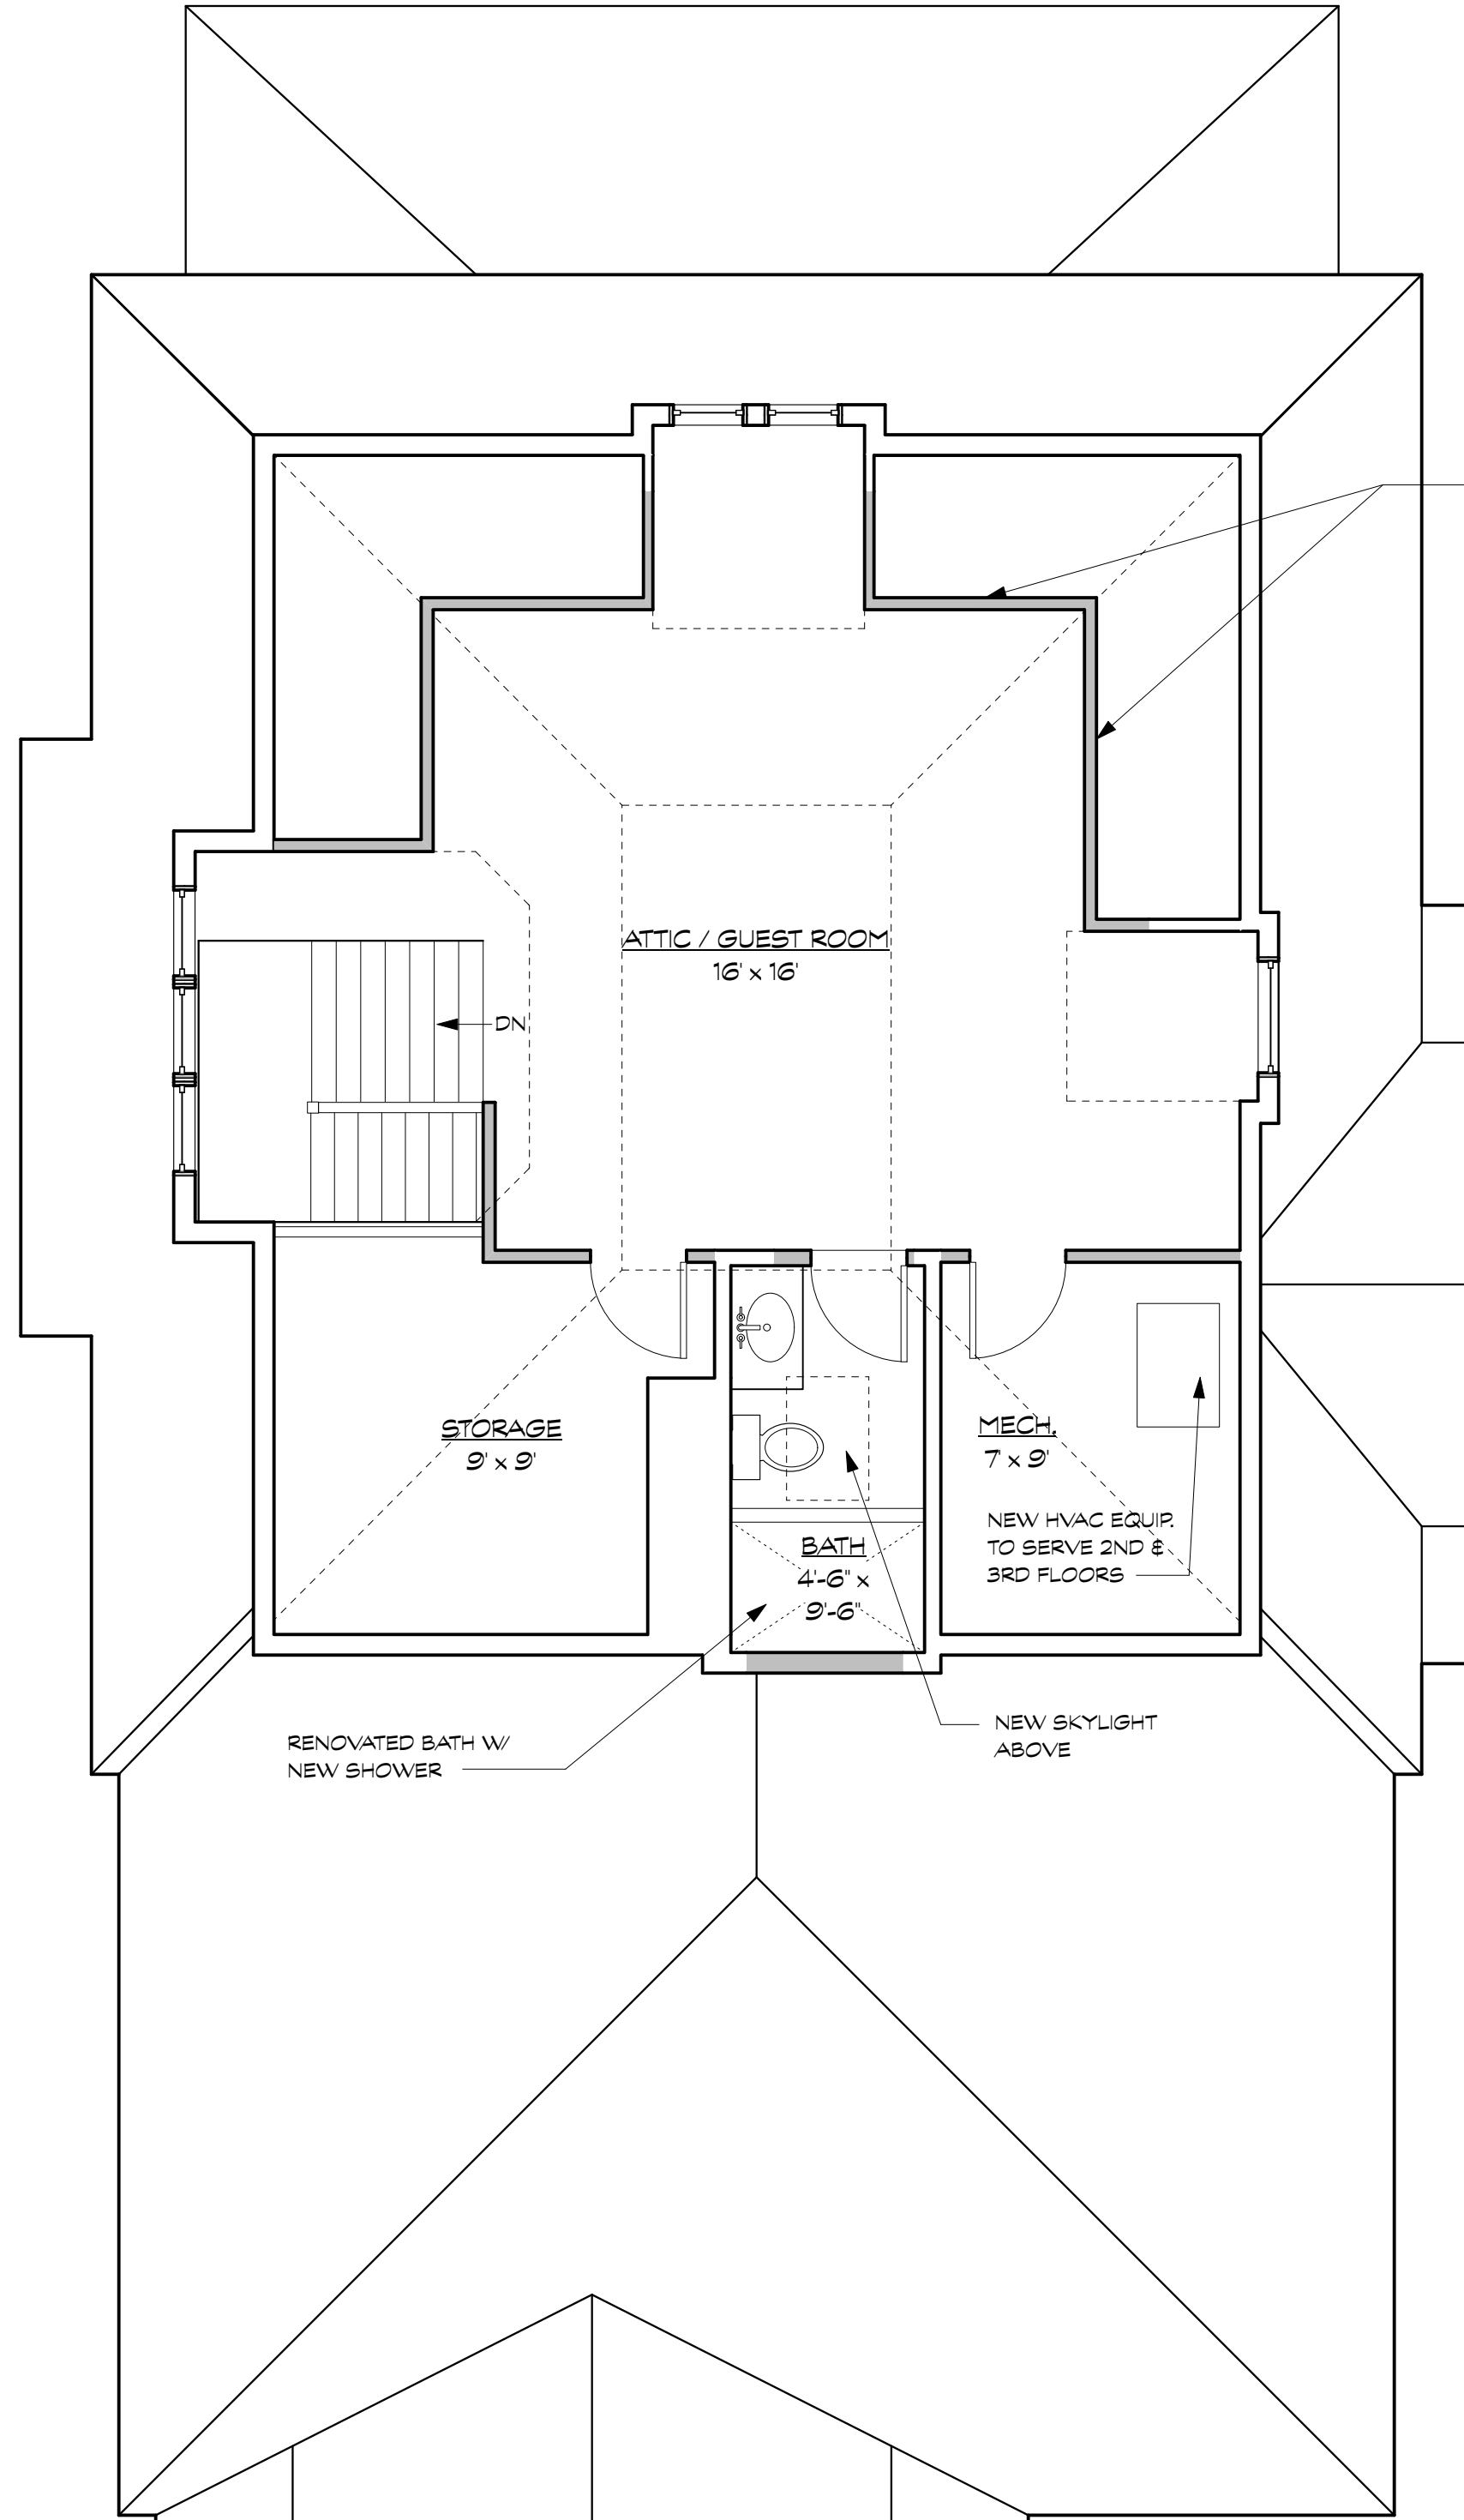 ATTIC / GUEST ROOM
16' x 16'
DN
STORAGE
9' x 9'
MECH.
7' x 9'
NEW HVAC EQUIP.
TO SERVE 2ND &
3RD FLOORS
BATH
4'-6" x
9'-6"
RENOVATED BATH W/
NEW SHOWER
NEW SKYLIGHT
ABOVE